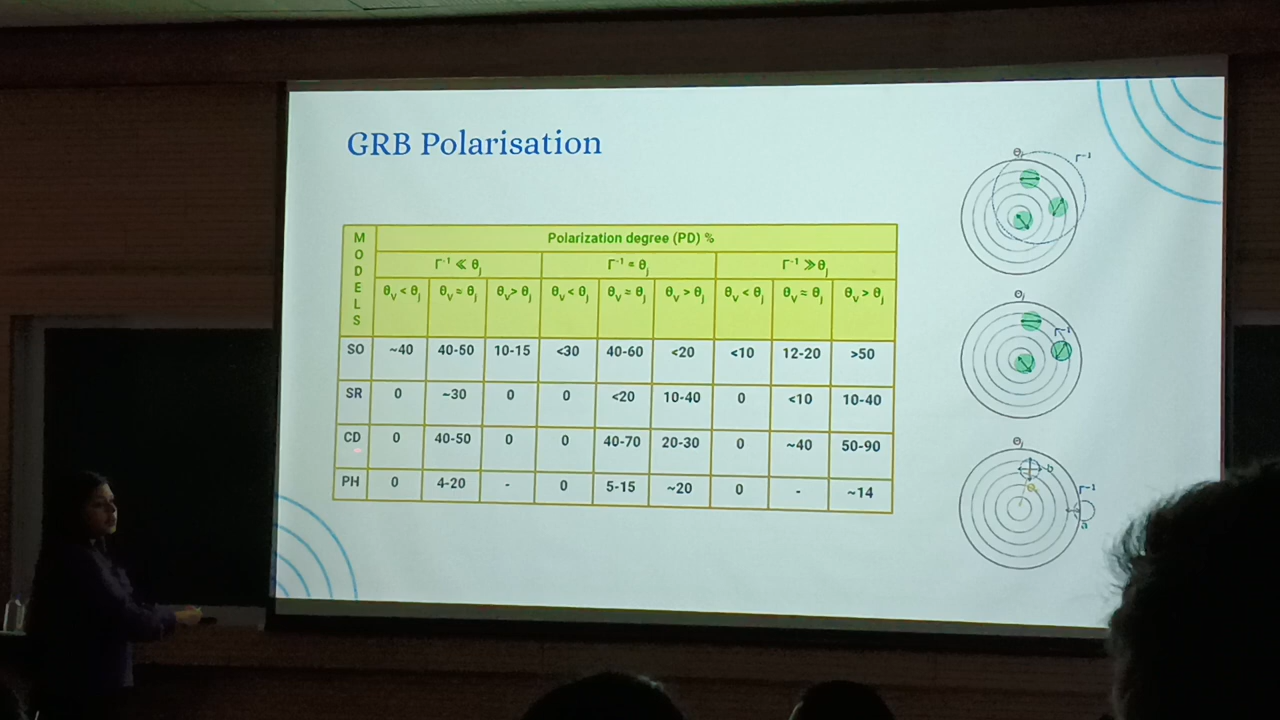 GRB Polarisation
MODELS
Polarization degree (PD) %
Γ⁻¹ ≪ θj Γ⁻¹ = θj Γ⁻¹ ≫ θj
θv < θj θv = θj θv > θj θv < θj θv = θj θv > θj θv < θj θv = θj θv > θj
SO ~40 40-50 10-15 <30 40-60 <20 <10 12-20 >50
SR 0 ~30 0 0 <20 10-40 0 <10 10-40
CD 0 40-50 0 0 40-70 20-30 0 ~40 50-90
PH 0 4-20 - 0 5-15 ~20 0 - ~14
θj Γ⁻¹
θj
Γ⁻¹
θj
b
Γ⁻¹
a